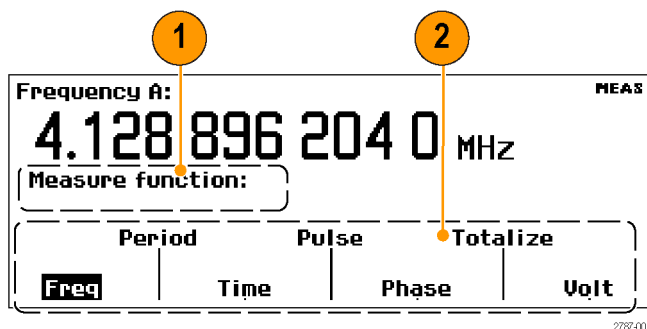 1 2
Frequency A: MEAS
4.128 896 204 0 MHz
Measure function:
Period Pulse Totalize
Freq Time Phase Volt
2787-00